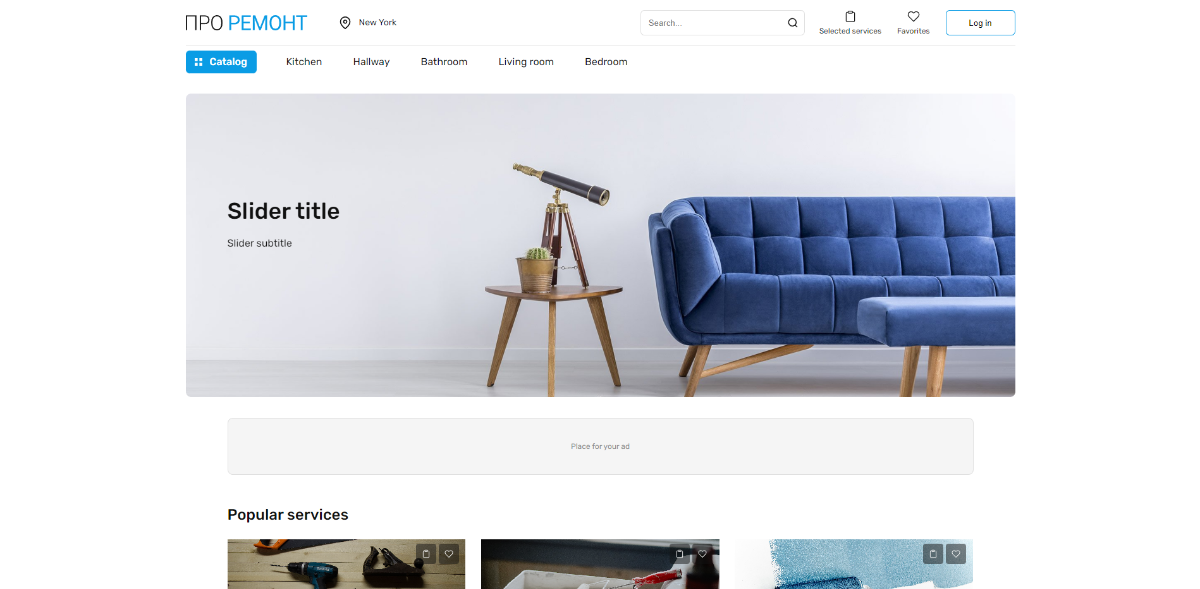 ПРО РЕМОНТ
New York
Search...
Selected services
Favorites
Log in
Catalog
Kitchen
Hallway
Bathroom
Living room
Bedroom
Slider title
Slider subtitle
Place for your ad
Popular services